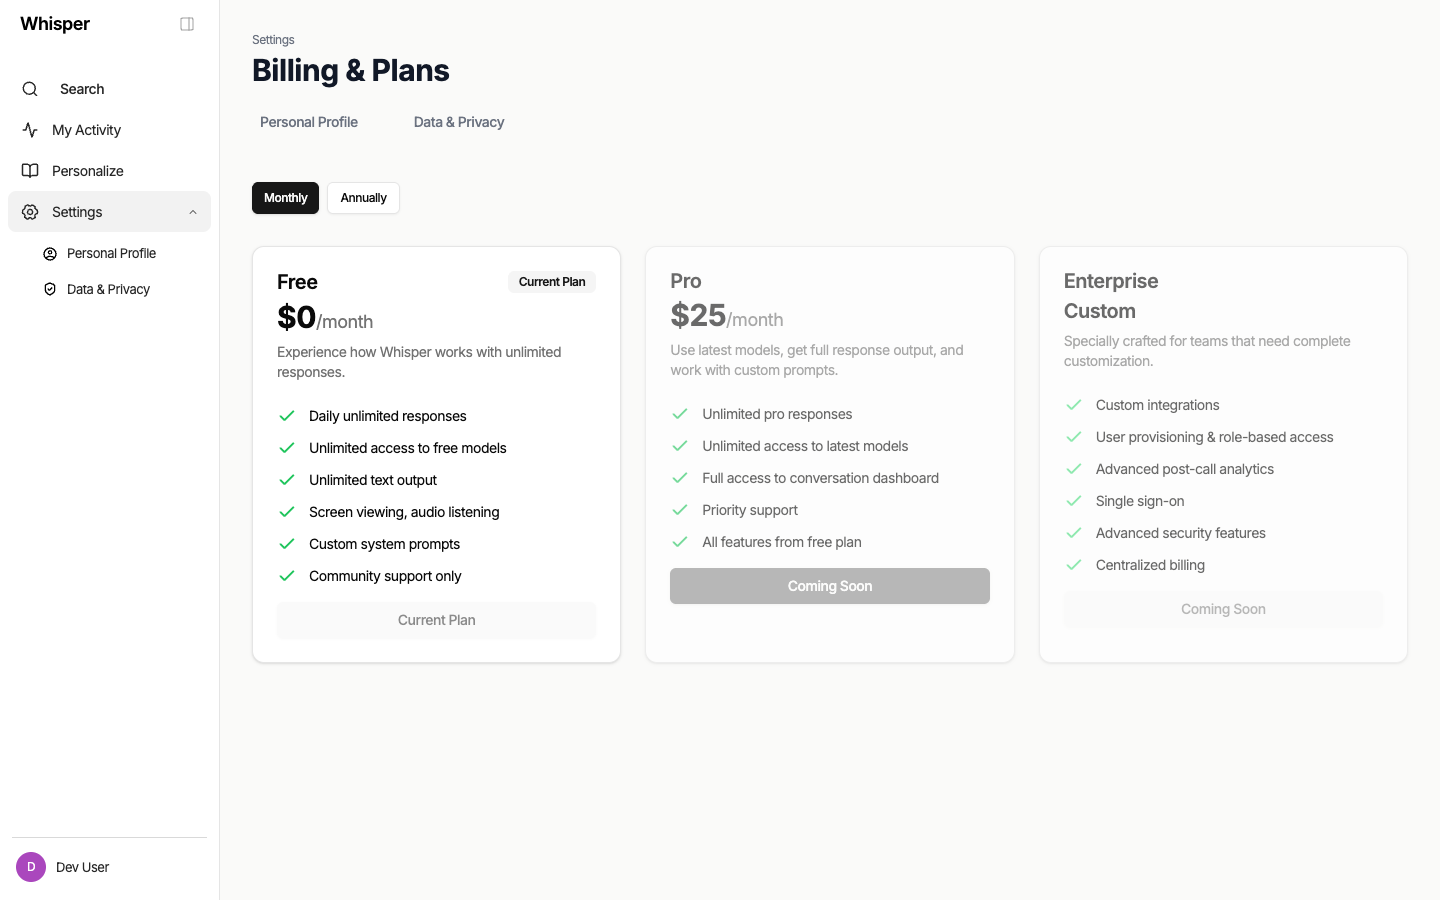 Whisper
Search
My Activity
Personalize
Settings
Personal Profile
Data & Privacy
Dev User
D
Settings
Billing & Plans
Personal Profile
Data & Privacy
Monthly
Annually
Free
Current Plan
$0/month
Experience how Whisper works with unlimited
responses.
Daily unlimited responses
Unlimited access to free models
Unlimited text output
Screen viewing, audio listening
Custom system prompts
Community support only
Current Plan
Pro
$25/month
Use latest models, get full response output, and
work with custom prompts.
Unlimited pro responses
Unlimited access to latest models
Full access to conversation dashboard
Priority support
All features from free plan
Coming Soon
Enterprise
Custom
Specially crafted for teams that need complete
customization.
Custom integrations
User provisioning & role-based access
Advanced post-call analytics
Single sign-on
Advanced security features
Centralized billing
Coming Soon